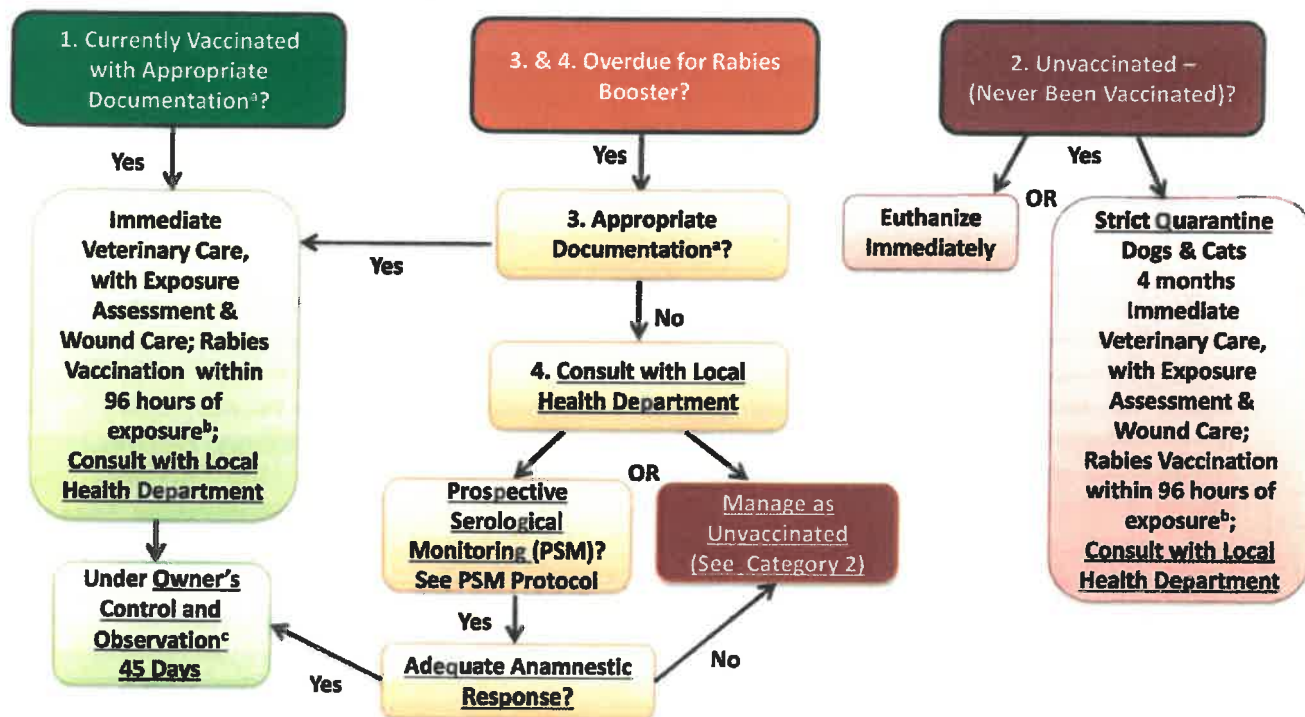 1. Currently Vaccinated
with Appropriate
Documentationᵃ?
3. & 4. Overdue for Rabies
Booster?
2. Unvaccinated –
(Never Been Vaccinated)?
Yes
Yes
Yes
Immediate
Veterinary Care,
with Exposure
Assessment &
Wound Care; Rabies
Vaccination within
96 hours of
exposureᵇ;
Consult with Local
Health Department
Yes
3. Appropriate
Documentationᵃ?
Euthanize
Immediately
OR
Strict Quarantine
Dogs & Cats
4 months
Immediate
Veterinary Care,
with Exposure
Assessment &
Wound Care;
Rabies Vaccination
within 96 hours of
exposureᵇ;
Consult with Local
Health Department
No
4. Consult with Local
Health Department
OR
Prospective
Serological
Monitoring (PSM)?
See PSM Protocol
Manage as
Unvaccinated
(See Category 2)
Under Owner's
Control and
Observationᶜ
45 Days
Yes
Yes
Adequate Anamnestic
Response?
No